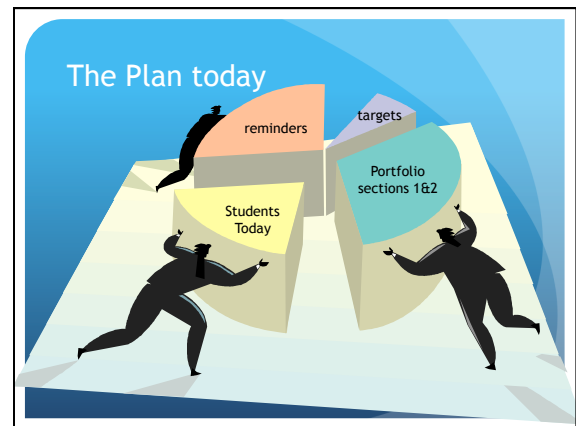 The Plan today
reminders
targets
Portfolio
sections 1&2
Students
Today